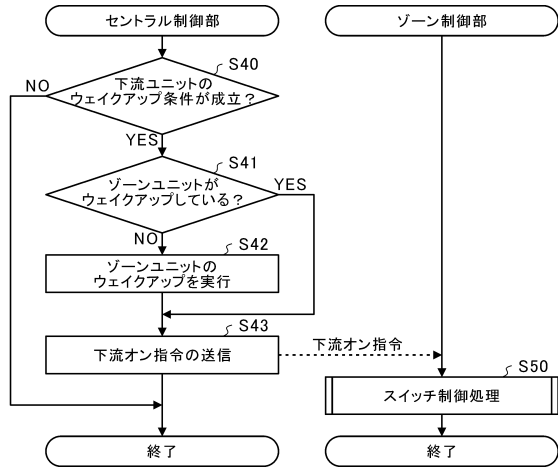 セントラル制御部
ゾーン制御部
S40
NO
下流ユニットの
ウェイクアップ条件が成立？
YES
S41
ゾーンユニットが
ウェイクアップしている？
YES
NO
S42
ゾーンユニットの
ウェイクアップを実行
S43
下流オン指令の送信
下流オン指令
S50
スイッチ制御処理
終了
終了